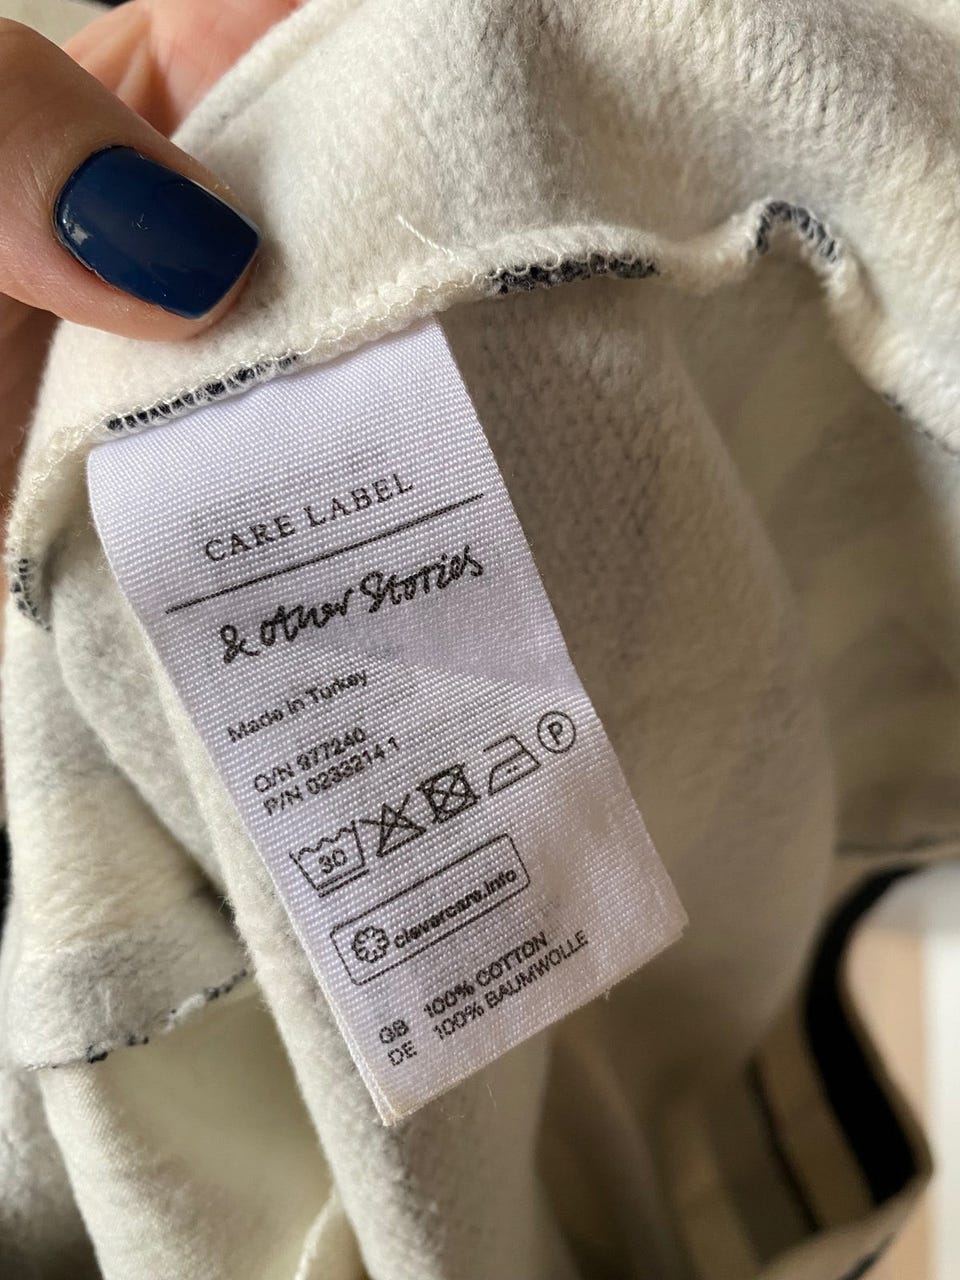 CARE LABEL
& other Stories
Made in Turkey
O/N 977240
P/N 0233214 1
30 P
clevercare.info
GB 100% COTTON
DE 100% BAUMWOLLE